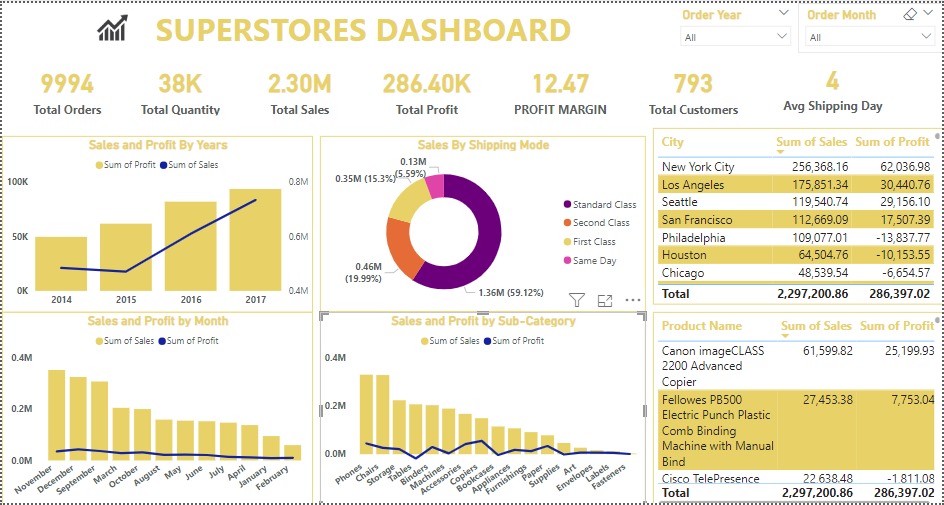 SUPERSTORES DASHBOARD
Order Year
All
Order Month
All
9994
Total Orders
38K
Total Quantity
2.30M
Total Sales
286.40K
Total Profit
12.47
PROFIT MARGIN
793
Total Customers
4
Avg Shipping Day
Sales and Profit By Years
Sum of Profit Sum of Sales
100K
50K
0K
0.8M
0.6M
0.4M
2014 2015 2016 2017
Sales By Shipping Mode
0.13M
(5.59%)
0.35M (15.3%)
0.46M
(19.99%)
1.36M (59.12%)
Standard Class
Second Class
First Class
Same Day
City Sum of Sales Sum of Profit
New York City 256,368.16 62,036.98
Los Angeles 175,851.34 30,440.76
Seattle 119,540.74 29,156.10
San Francisco 112,669.09 17,507.39
Philadelphia 109,077.01 -13,837.77
Houston 64,504.76 -10,153.55
Chicago 48,539.54 -6,654.57
Total 2,297,200.86 286,397.02
Sales and Profit by Month
Sum of Sales Sum of Profit
0.4M
0.2M
0.0M
November December September March October August May June July April January February
Sales and Profit by Sub-Category
Sum of Sales Sum of Profit
0.4M
0.2M
0.0M
Phones Chairs Storage Tables Binders Machines Accessories Copiers Bookcases Appliances Furnishings Paper Supplies Art Envelopes Labels Fasteners
Product Name Sum of Sales Sum of Profit
Canon imageCLASS 61,599.82 25,199.93
2200 Advanced
Copier
Fellowes PB500 27,453.38 7,753.04
Electric Punch Plastic
Comb Binding
Machine with Manual
Bind
Cisco TelePresence 22,638.48 -1,811.08
Total 2,297,200.86 286,397.02